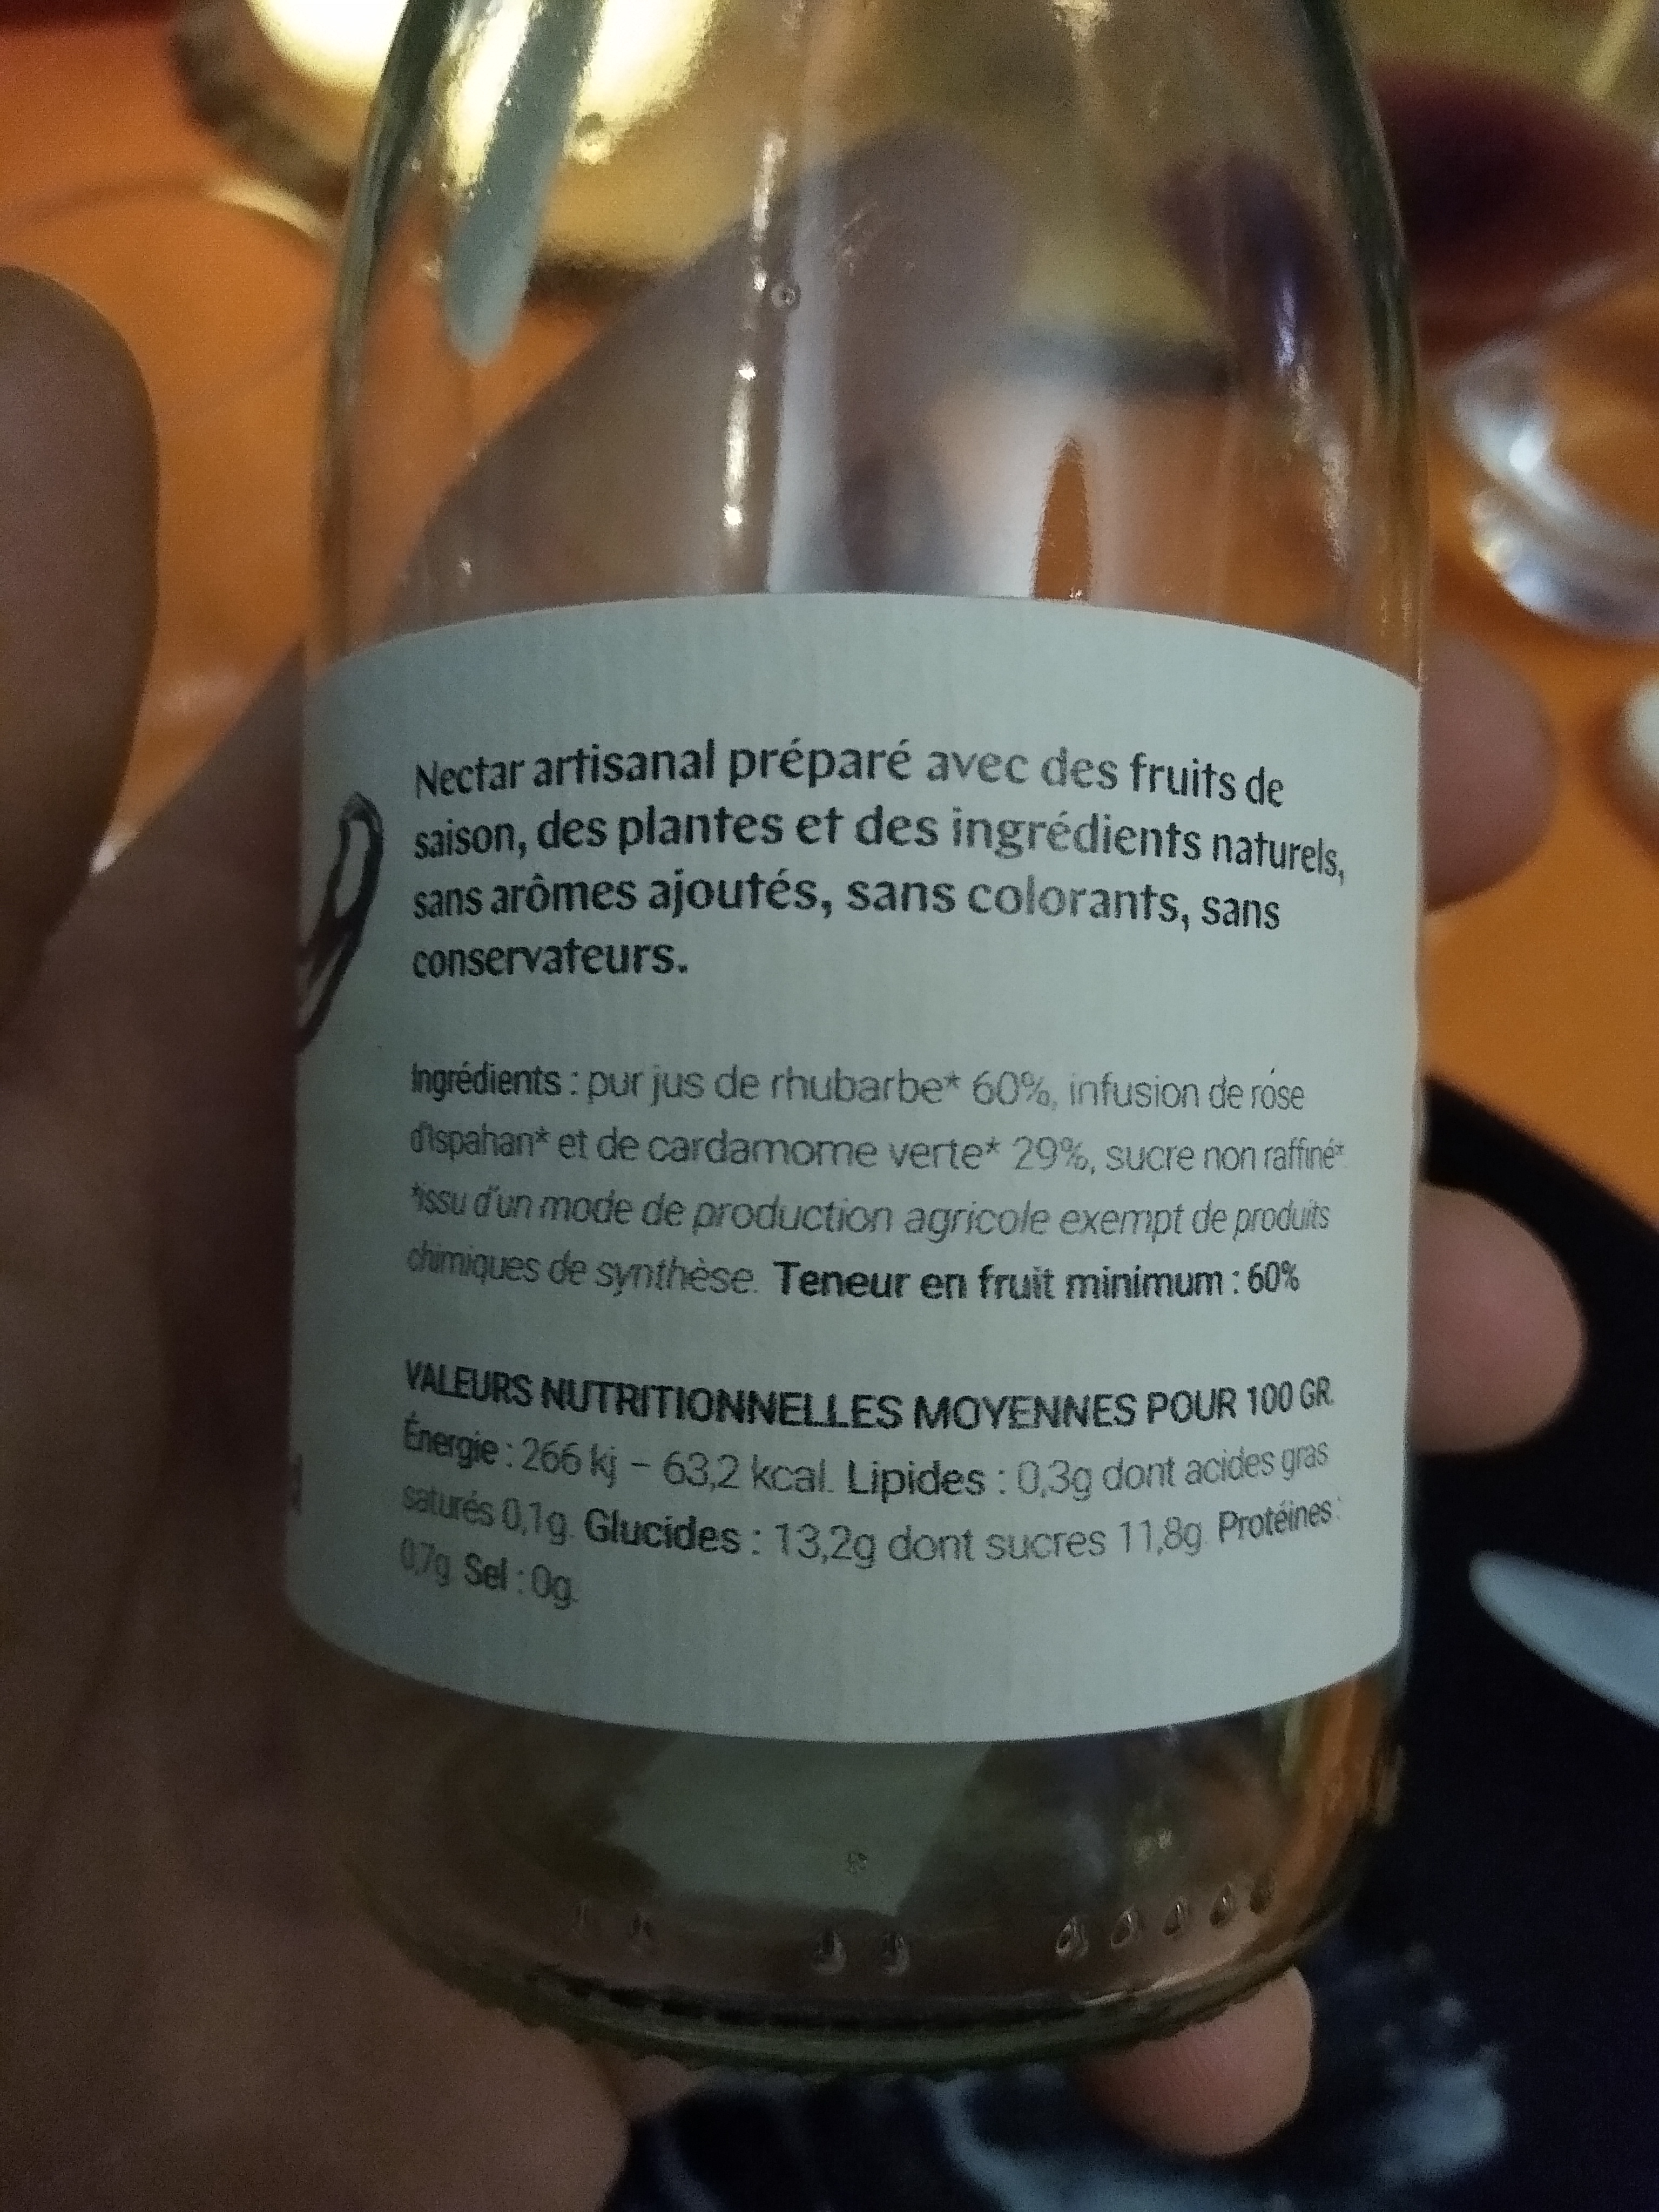 Nectar artisanal préparé avec des fruits de
saison, des plantes et des ingrédients naturels,
sans arômes ajoutés, sans colorants, sans
conservateurs.
Ingrédients : pur jus de rhubarbe* 60%, infusion de rose
d'Ispahan* et de cardamome verte* 29%, sucre non raffiné*
*issu d'un mode de production agricole exempt de produits
chimiques de synthèse. Teneur en fruit minimum : 60%
VALEURS NUTRITIONNELLES MOYENNES POUR 100 GR.
Énergie : 266 kj – 63,2 kcal. Lipides : 0,3g dont acides gras
saturés 0,1g. Glucides : 13,2g dont sucres 11,8g. Protéines :
0,7g. Sel : 0g.